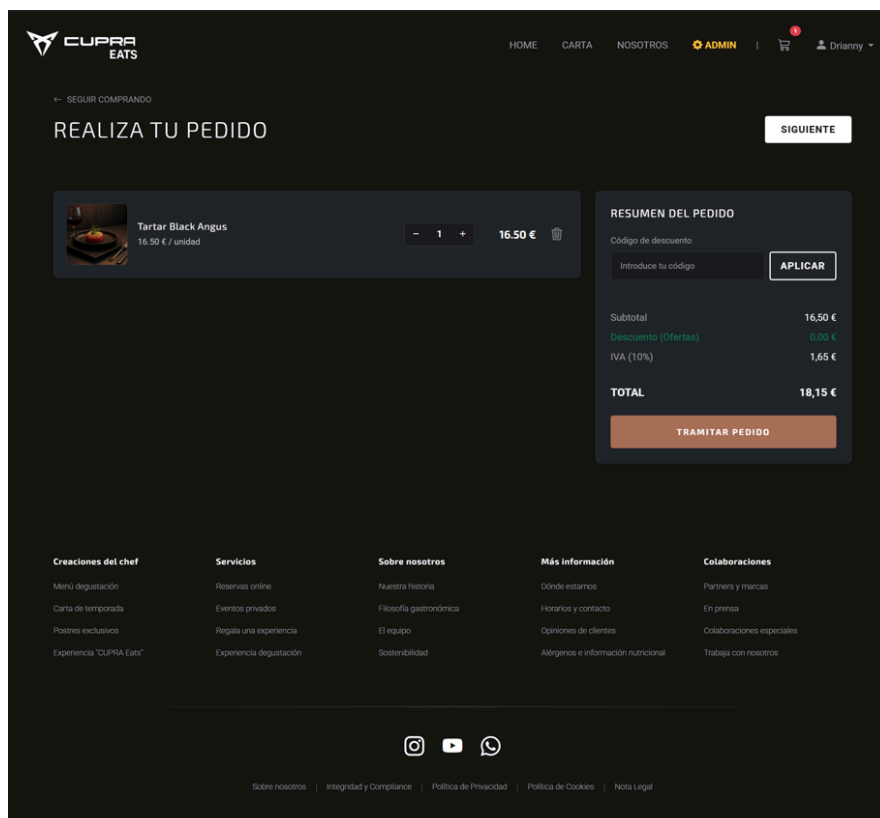 CUPRA
EATS
HOME CARTA NOSOTROS ADMIN | 1 Drianny
← SEGUIR COMPRANDO
REALIZA TU PEDIDO
SIGUIENTE
Tartar Black Angus
16.50 € / unidad
- 1 + 16.50 €
RESUMEN DEL PEDIDO
Código de descuento
Introduce tu código APLICAR
Subtotal 16,50 €
Descuento (Ofertas) 0,00 €
IVA (10%) 1,65 €
TOTAL 18,15 €
TRAMITAR PEDIDO
Creaciones del chef Servicios Sobre nosotros Más información Colaboraciones
Menú degustación Reservas online Nuestra historia Dónde estamos Partners y marcas
Carta de temporada Eventos privados Filosofía gastronómica Horarios y contacto En prensa
Postres exclusivos Regala una experiencia El equipo Opiniones de clientes Colaboraciones especiales
Experiencia "CUPRA Eats" Experiencia degustación Sostenibilidad Alérgenos e información nutricional Trabaja con nosotros
Sobre nosotros | Integridad y Compliance | Política de Privacidad | Política de Cookies | Nota Legal